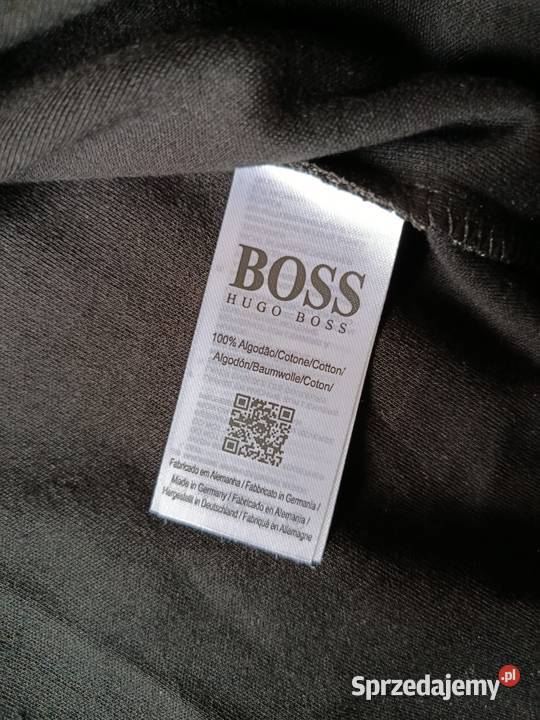 BOSS
HUGO BOSS
100% Algodão/Cotone/Cotton/
Algodón/Baumwolle/Coton/
Fabricado em Alemanha / Fabbricato in Germania/
Made in Germany / Fabricado en Alemania/
Hergestellt in Deutschland / Fabriqué en Allemagne
Sprzedajemy.pl